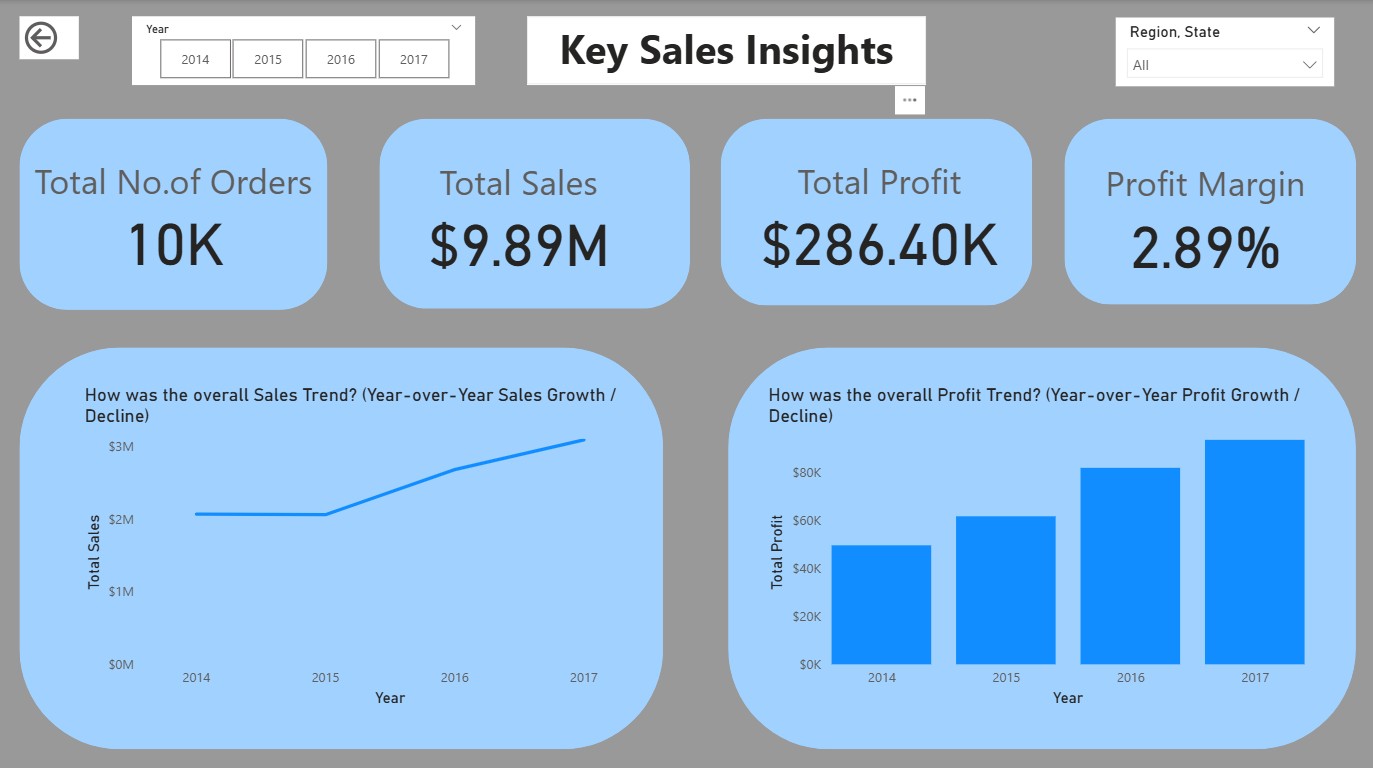 Year
2014
2015
2016
2017
Key Sales Insights
Region, State
All
Total No.of Orders
10K
Total Sales
$9.89M
Total Profit
$286.40K
Profit Margin
2.89%
How was the overall Sales Trend? (Year-over-Year Sales Growth /
Decline)
Total Sales
$3M
$2M
$1M
$0M
2014
2015
2016
2017
Year
How was the overall Profit Trend? (Year-over-Year Profit Growth /
Decline)
Total Profit
$80K
$60K
$40K
$20K
$0K
2014
2015
2016
2017
Year